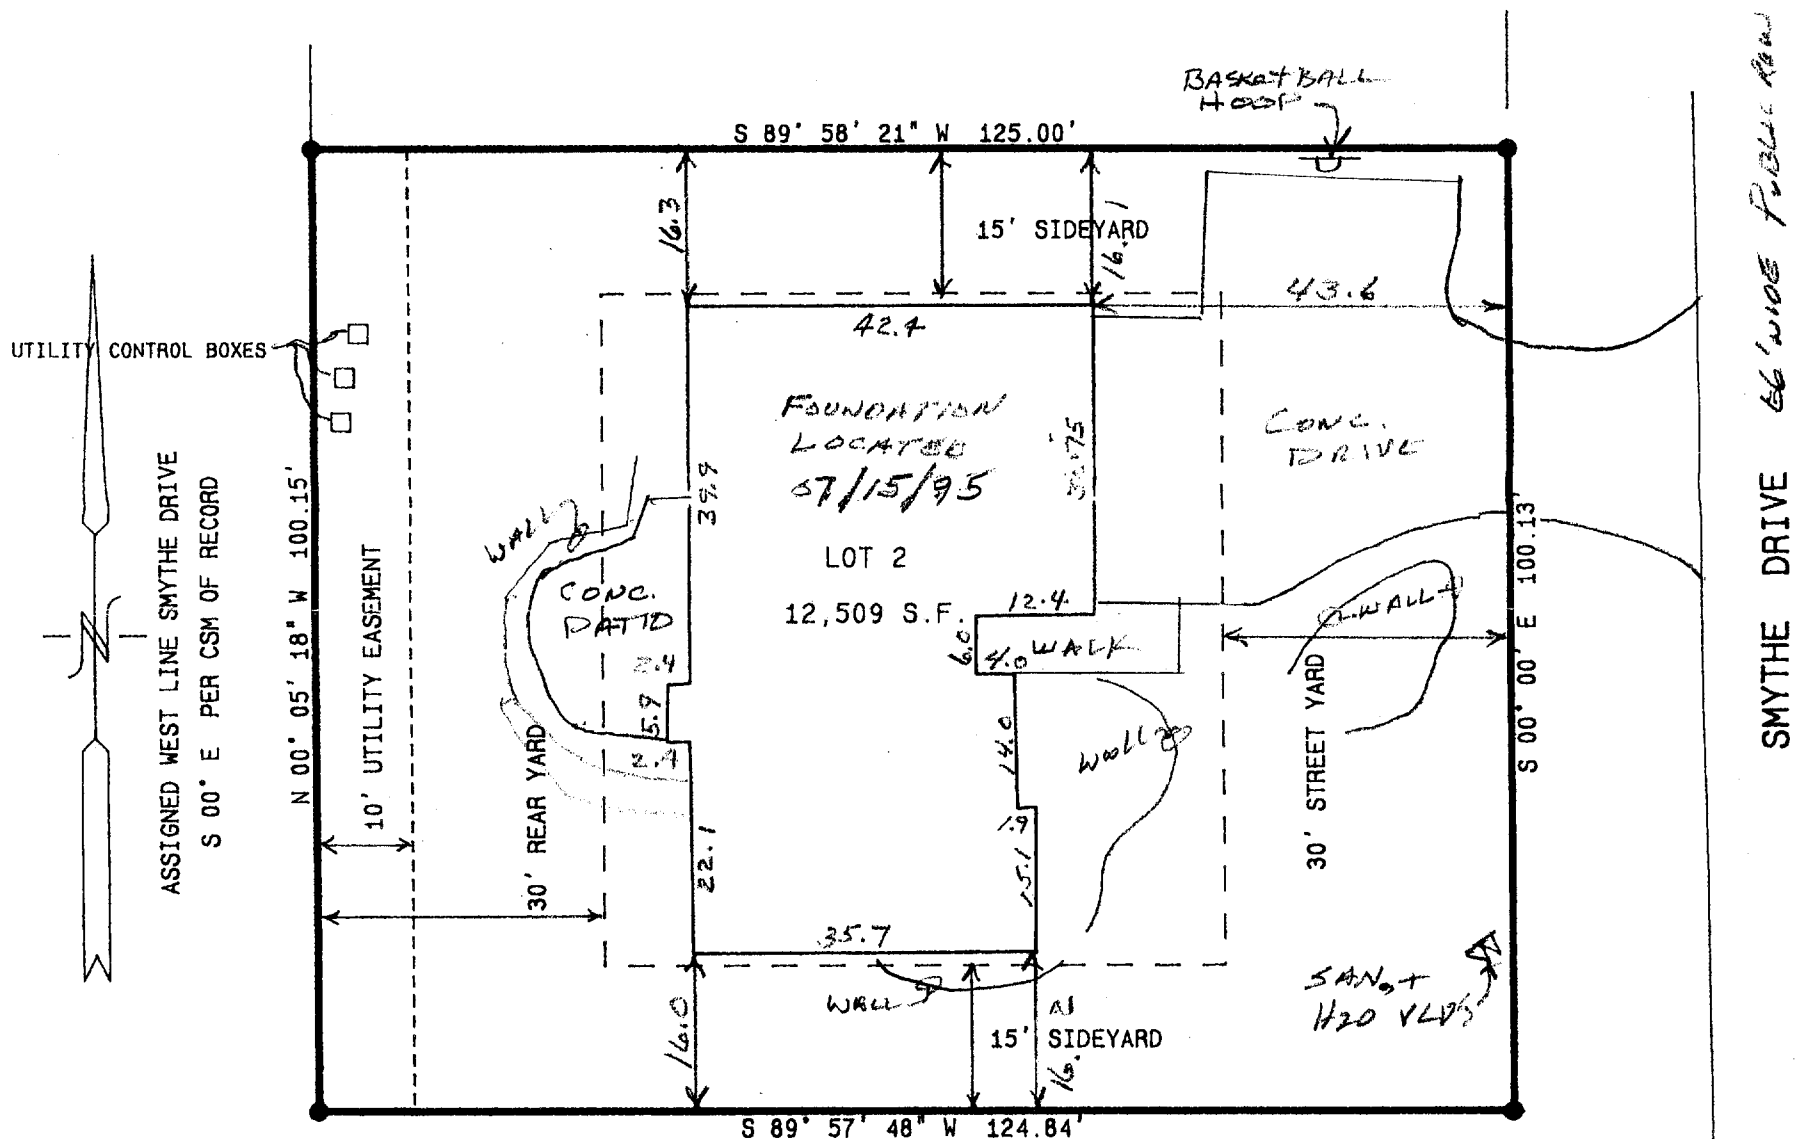 BASKETBALL
HOOP
S 89° 58' 21" W 125.00'
66' WIDE PUBLIC ROW
16.3
15' SIDEYARD
16.1
43.6
42.4
UTILITY CONTROL BOXES
FOUNDATION
LOCATED
07/15/95
CONC.
DRIVE
39.9
WALL
LOT 2
12,509 S.F.
CONC.
PATIO
12.4
6.0
4.0
WALK
WALL
2.4
5.9
2.4
14.0
WALL
1.9
15.1
22.1
35.7
WALL
16.0
15' SIDEYARD
16.
SAN. +
H20
N
ASSIGNED WEST LINE SMYTHE DRIVE
S 00° E PER CSM OF RECORD
N 00° 05' 18" W 100.15'
10' UTILITY EASEMENT
30' REAR YARD
30' STREET YARD
S 00° 00' E 100.13'
SMYTHE DRIVE
S 89° 57' 48" W 124.84'